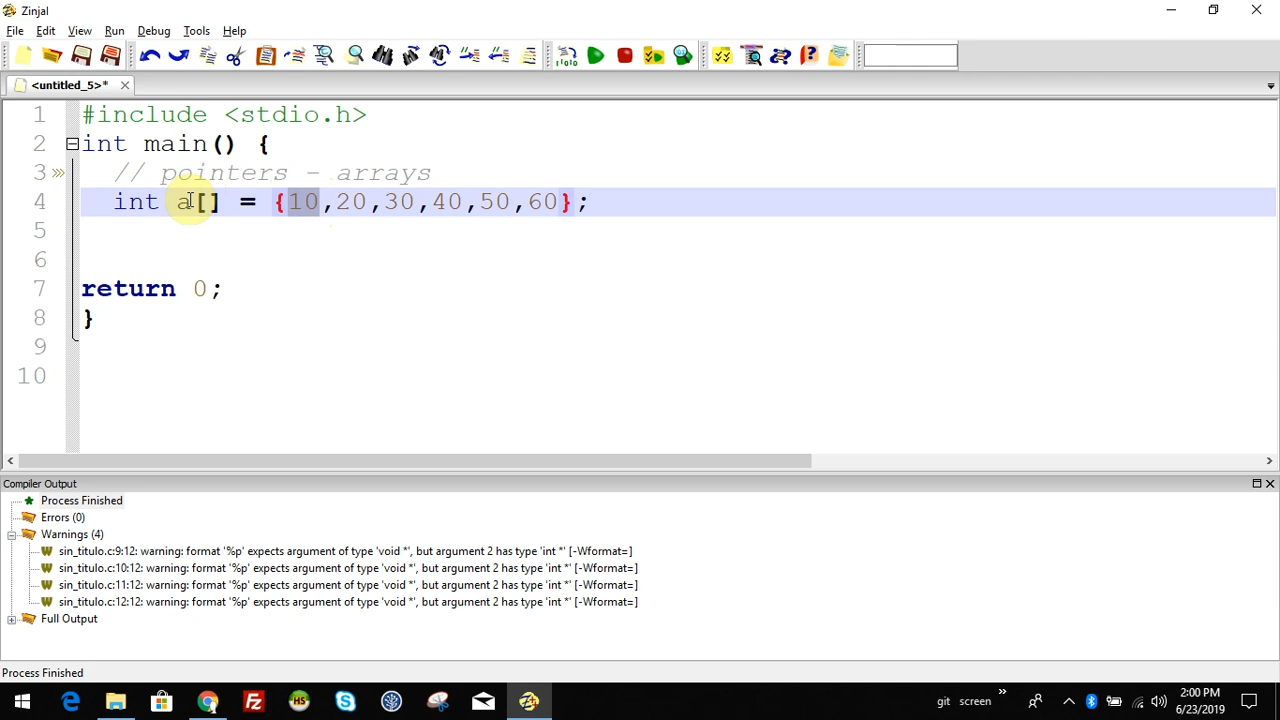 Zinjal
File Edit View Run Debug Tools Help
<untitled_5>*
1 #include <stdio.h>
2 int main() {
3 // pointers - arrays
4 int a[] = {10,20,30,40,50,60};
5
6
7 return 0;
8 }
9
10
Compiler Output
Process Finished
Errors (0)
Warnings (4)
sin_titulo.c:9:12: warning: format '%p' expects argument of type 'void *', but argument 2 has type 'int *' [-Wformat=]
sin_titulo.c:10:12: warning: format '%p' expects argument of type 'void *', but argument 2 has type 'int *' [-Wformat=]
sin_titulo.c:11:12: warning: format '%p' expects argument of type 'void *', but argument 2 has type 'int *' [-Wformat=]
sin_titulo.c:12:12: warning: format '%p' expects argument of type 'void *', but argument 2 has type 'int *' [-Wformat=]
Full Output
Process Finished
git screen
2:00 PM
6/23/2019